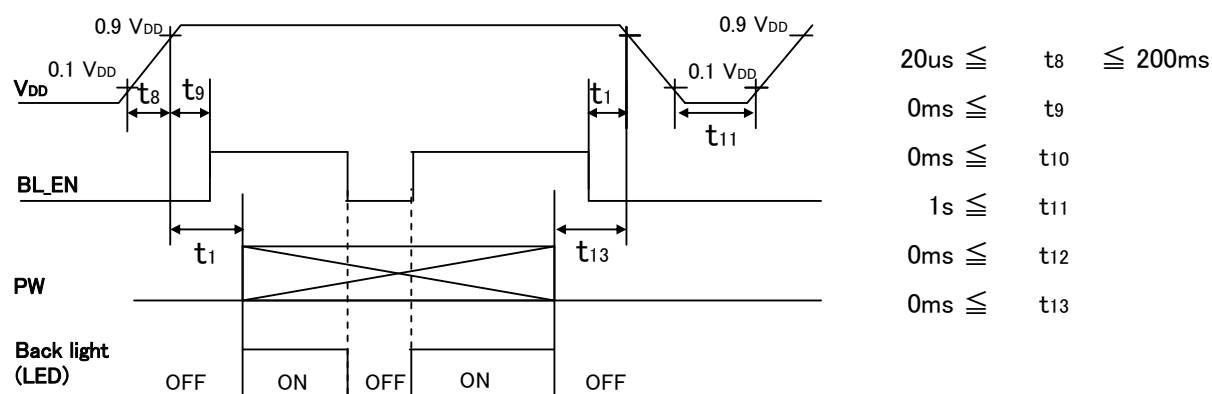 0.9 VDD
0.9 VDD
0.1 VDD
0.1 VDD
VDD
t8
t9
t1
t11
BL_EN
t1
t13
PW
Back light
(LED)
OFF
ON
OFF
ON
OFF
20us ≦ t8 ≦ 200ms
0ms ≦ t9
0ms ≦ t10
1s ≦ t11
0ms ≦ t12
0ms ≦ t13